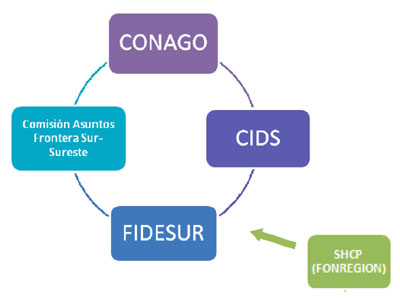 CONAGO
Comisión Asuntos
Frontera Sur-
Sureste
CIDS
FIDESUR
SHCP
(FONREGION)